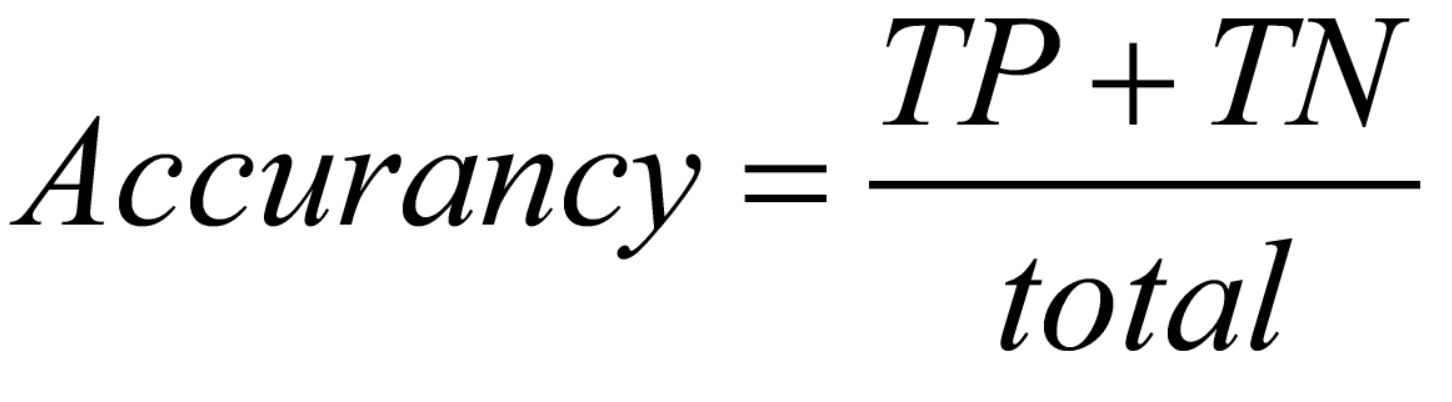 Accurancy = TP + TN
total